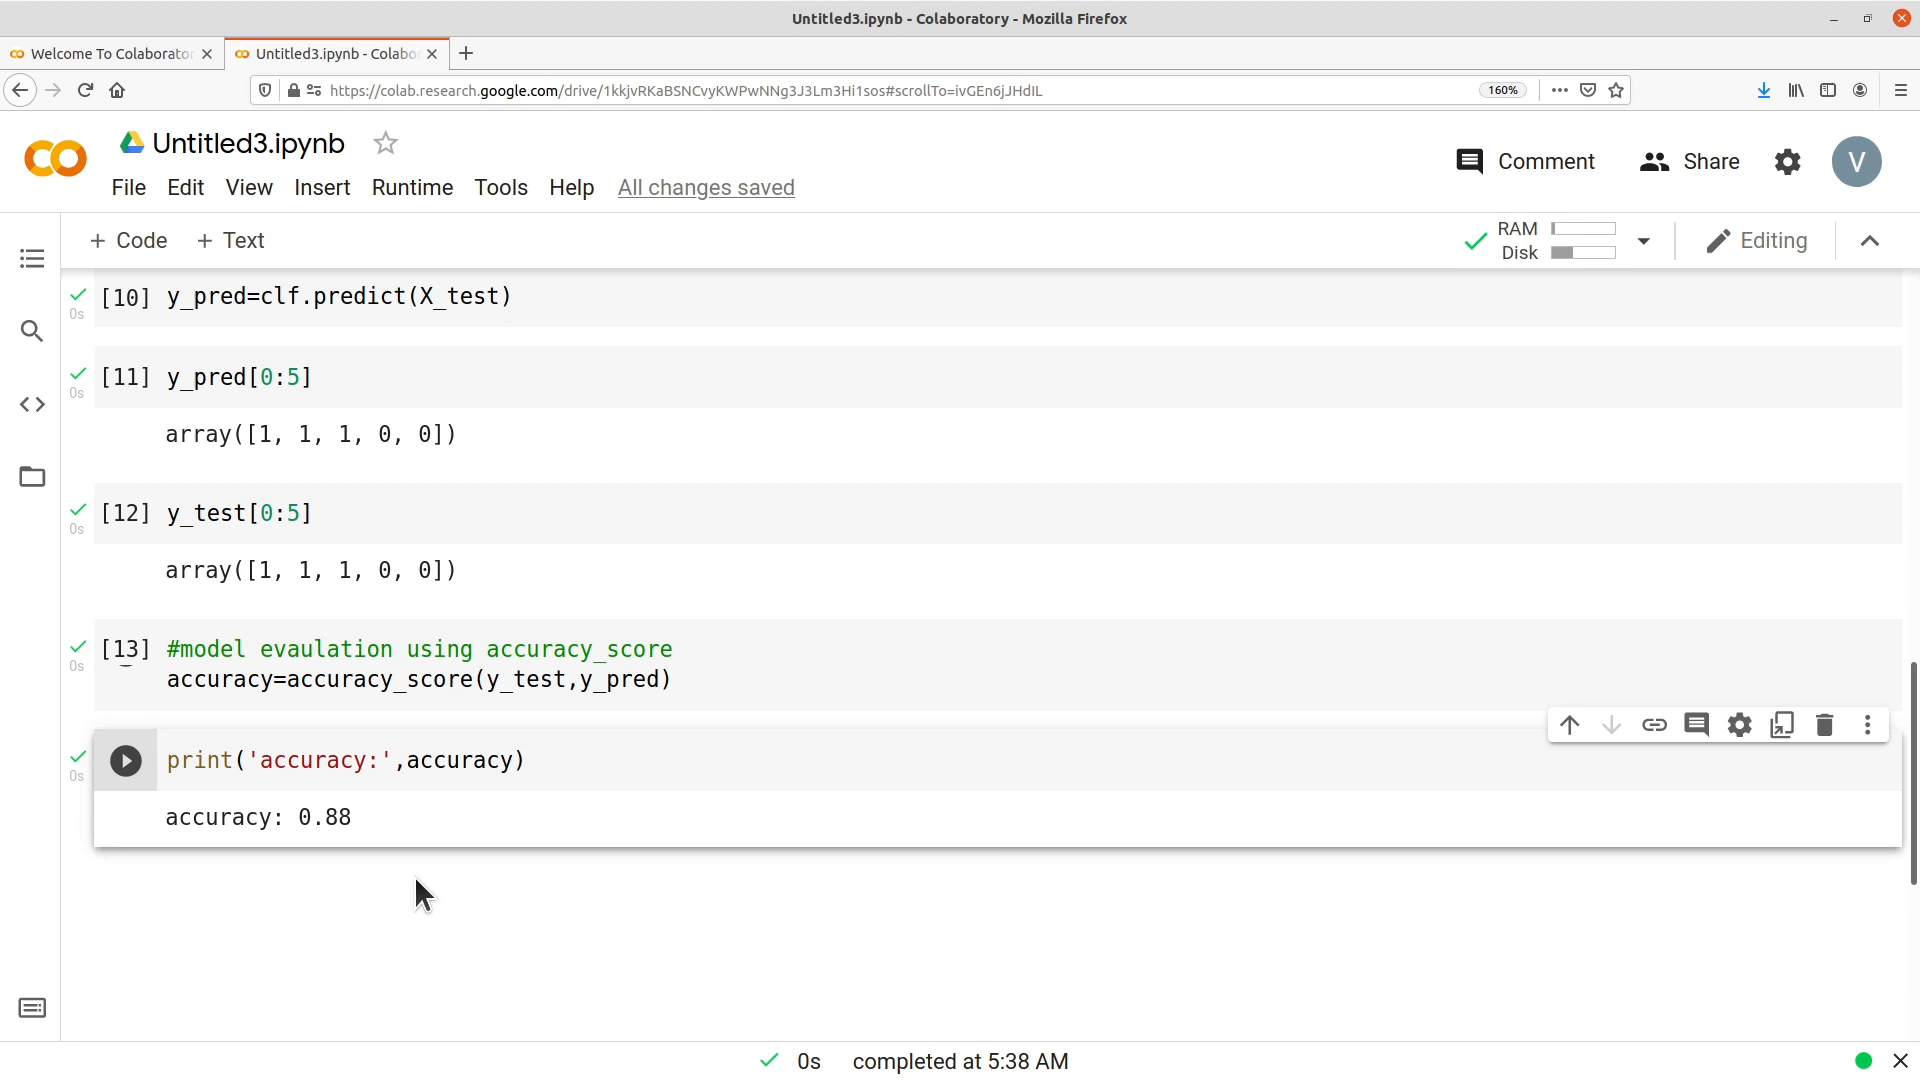 Untitled3.ipynb - Colaboratory - Mozilla Firefox
Welcome To Colaborator
Untitled3.ipynb - Colabo
https://colab.research.google.com/drive/1kkjvRKaBSNCvyKWPwNNg3J3Lm3Hi1sos#scrollTo=ivGEn6jJHdIL
160%
Untitled3.ipynb
Comment
Share
V
File Edit View Insert Runtime Tools Help All changes saved
+ Code + Text
RAM
Disk
Editing
[10] y_pred=clf.predict(X_test)
0s
[11] y_pred[0:5]
0s
array([1, 1, 1, 0, 0])
[12] y_test[0:5]
0s
array([1, 1, 1, 0, 0])
[13] #model evaulation using accuracy_score
0s
accuracy=accuracy_score(y_test,y_pred)
print('accuracy:',accuracy)
0s
accuracy: 0.88
0s completed at 5:38 AM